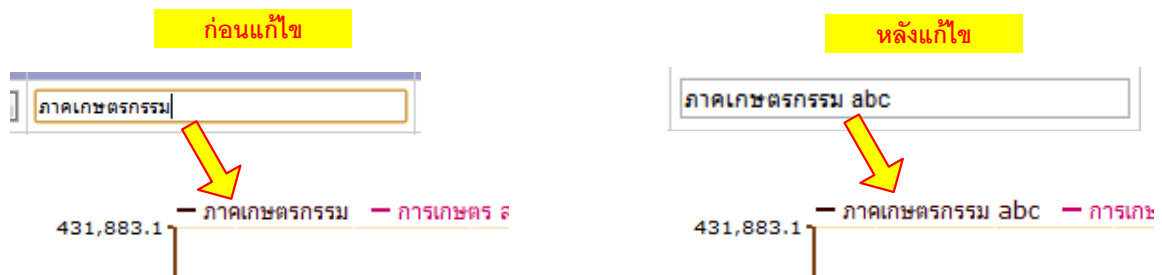 ก่อนแก้ไข
หลังแก้ไข
ภาคเกษตรกรรม
ภาคเกษตรกรรม abc
ภาคเกษตรกรรม การเกษตร
431,883.1
ภาคเกษตรกรรม abc
431,883.1